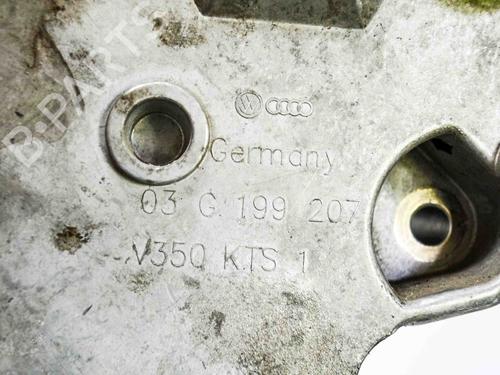 B-PARTS
Germany
03 G 199 207
V350 KTS 1